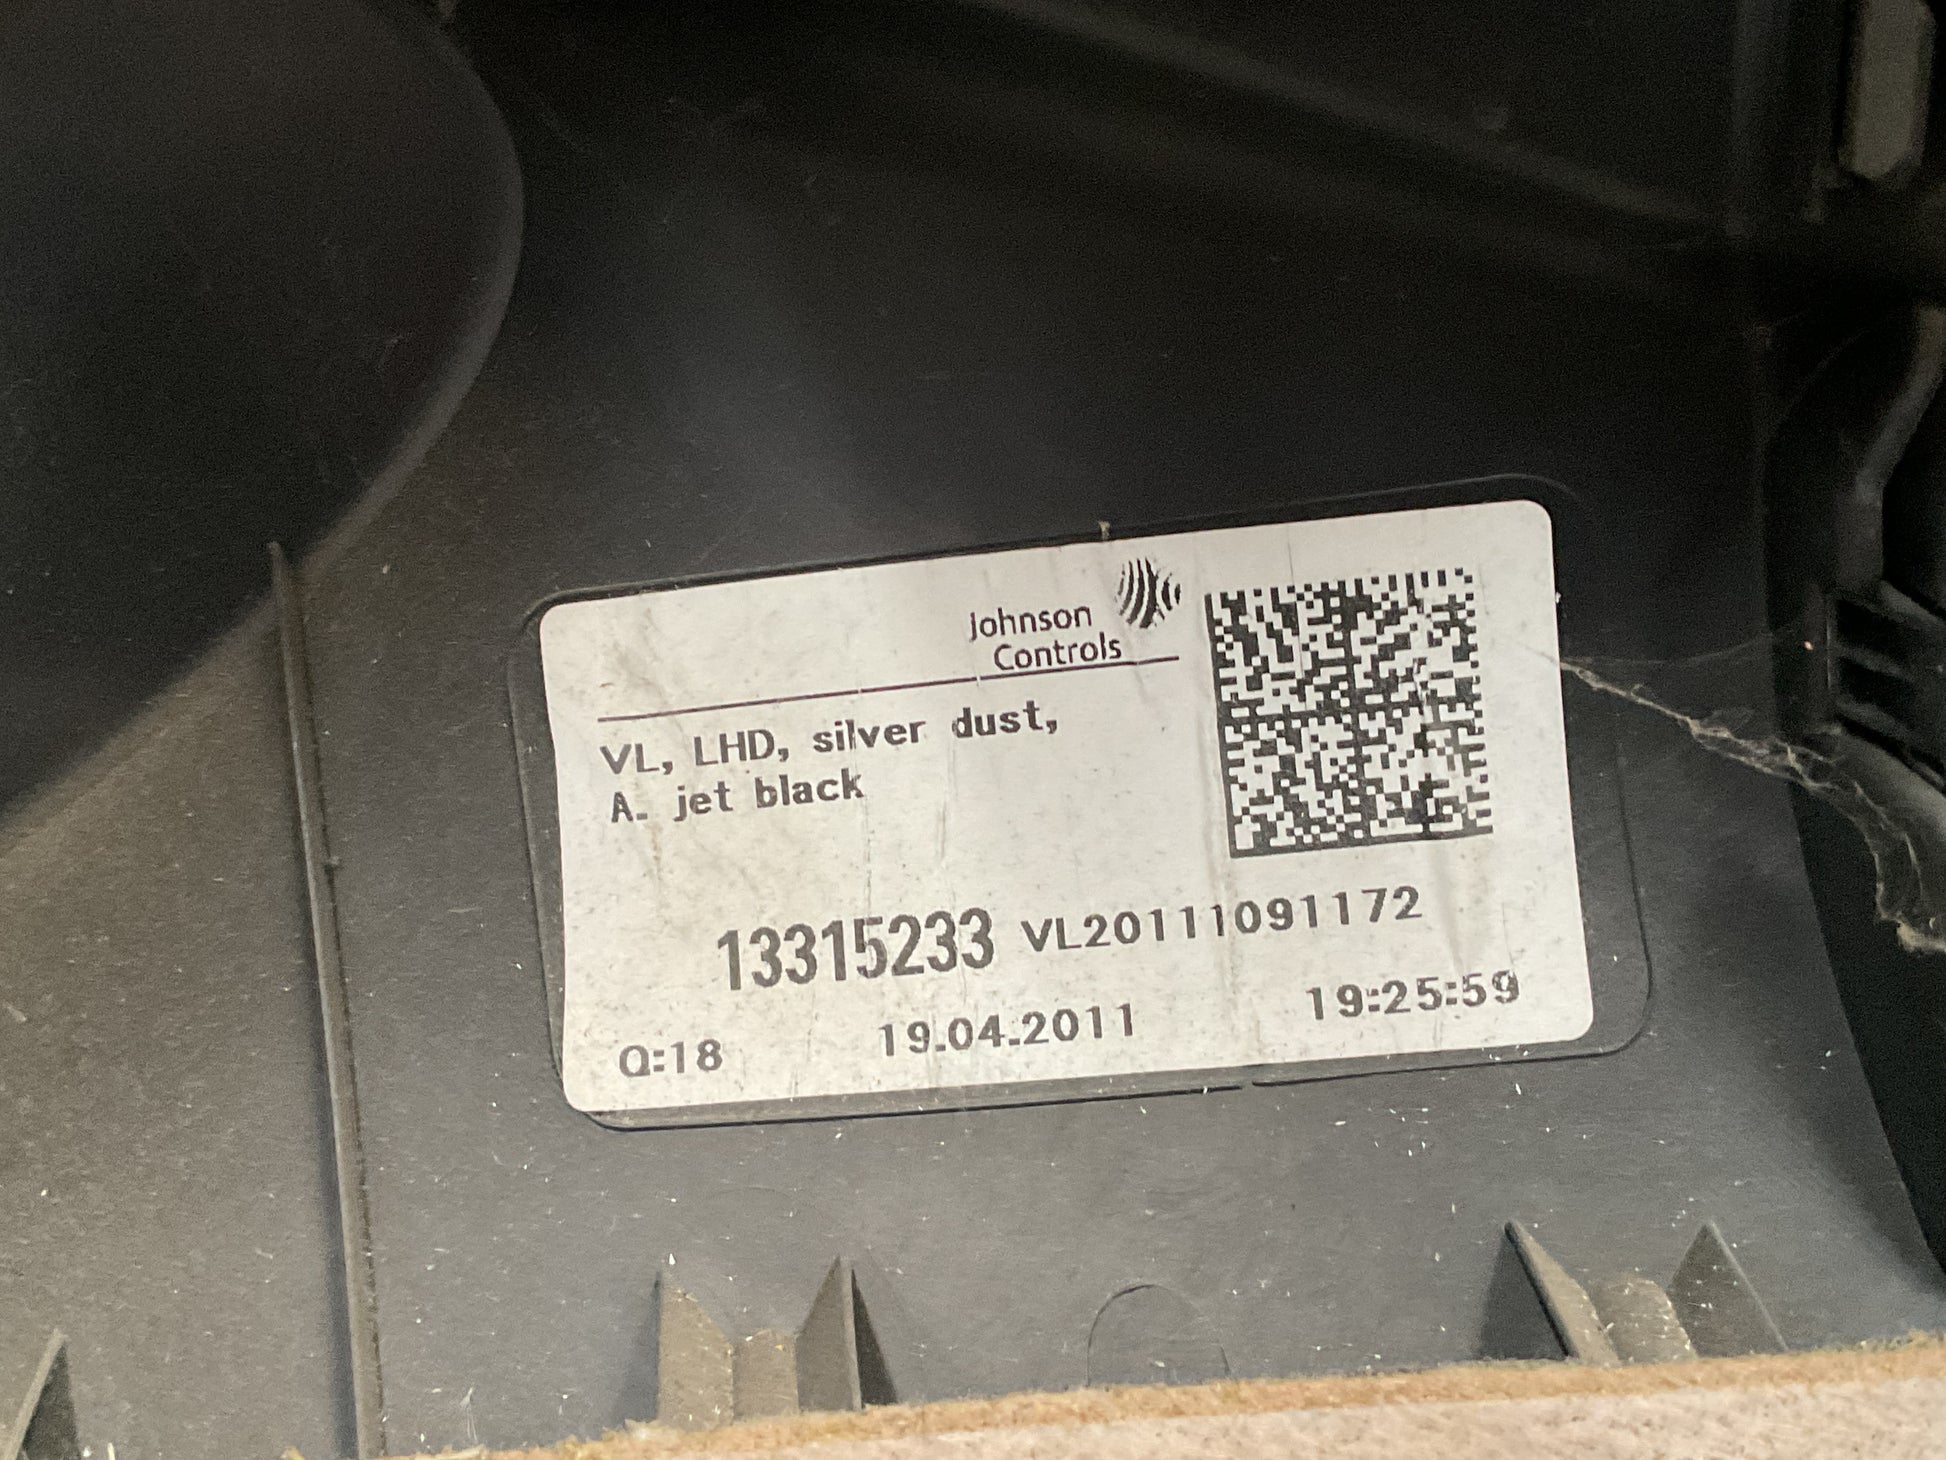 Johnson
Controls
VL, LHD, silver dust,
A. jet black
13315233 VL20111091172
Q:18 19.04.2011 19:25:59